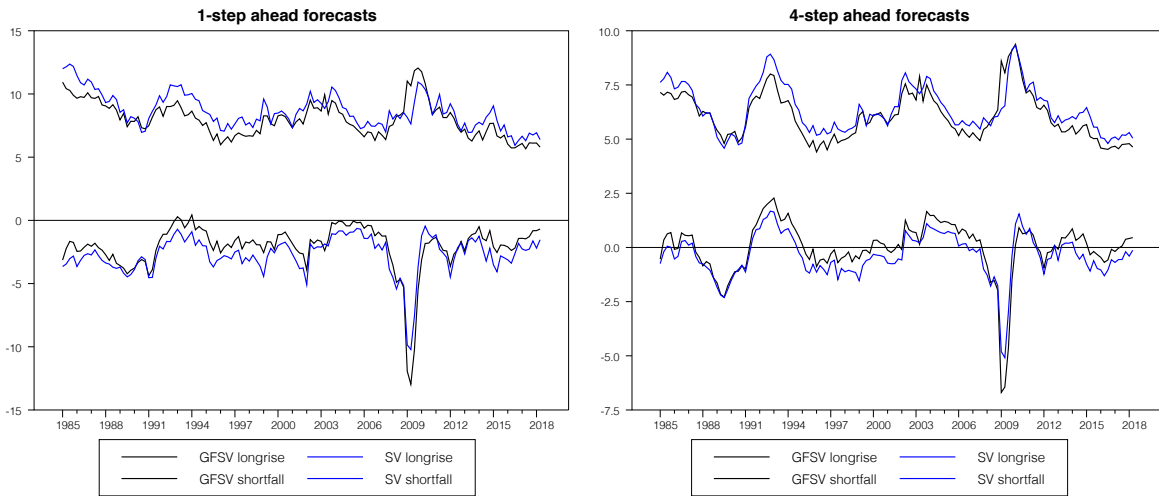 1-step ahead forecasts
15
10
5
0
-5
-10
-15
1985 1988 1991 1994 1997 2000 2003 2006 2009 2012 2015 2018
GFSV longrise SV longrise
GFSV shortfall SV shortfall
4-step ahead forecasts
10.0
7.5
5.0
2.5
0.0
-2.5
-5.0
-7.5
1985 1988 1991 1994 1997 2000 2003 2006 2009 2012 2015 2018
GFSV longrise SV longrise
GFSV shortfall SV shortfall